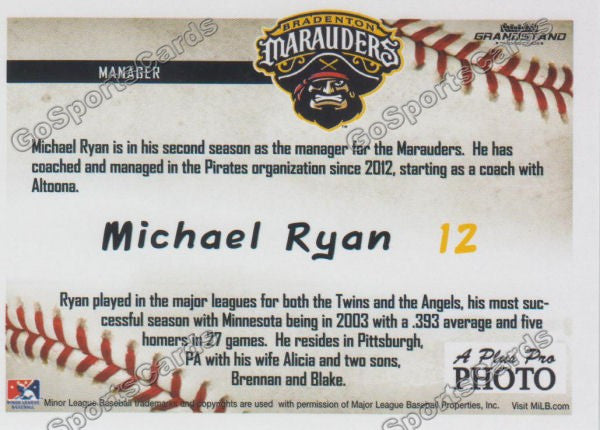 BRADENTON
MARAUDERS
GRANDSTAND
MANAGER
Michael Ryan is in his second season as the manager for the Marauders. He has
coached and managed in the Pirates organization since 2012, starting as a coach with
Altoona.
Michael Ryan 12
Ryan played in the major leagues for both the Twins and the Angels, his most suc-
cessful season with Minnesota being in 2003 with a .393 average and five
homers in 27 games. He resides in Pittsburgh,
PA with his wife Alicia and two sons,
Brennan and Blake.
A Plus Pro
PHOTO
Minor League Baseball trademarks and copyrights are used with permission of Major League Baseball Properties, Inc. Visit MiLB.com
GoSportsCards
GoSportsCards
GoSportsCards
GoSportsCards